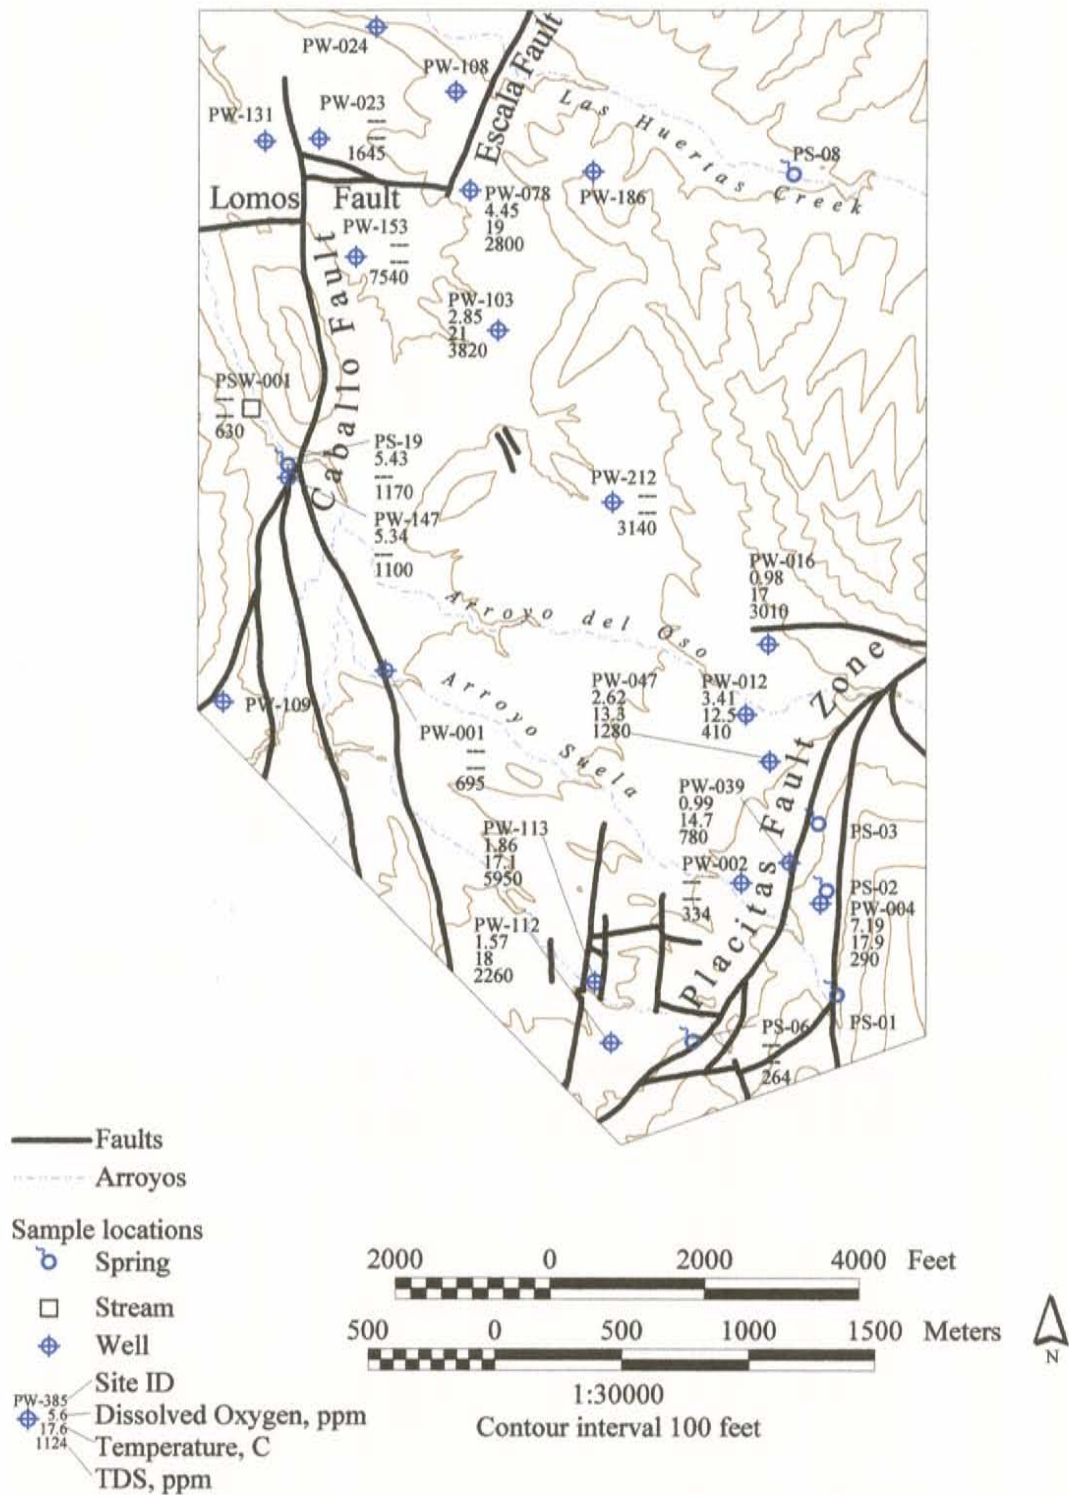 PW-024
PW-108
Escala Fault
PW-131
PW-023
---
---
1645
Las Huertas Creek
PS-08
Lomos Fault
PW-078
4.45
19
2800
PW-186
PW-153
---
---
7540
PW-103
2.85
21
3820
Caballo Fault
PSW-001
---
---
630
PS-19
5.43
---
1170
PW-147
5.34
---
1100
PW-212
---
---
3140
PW-016
0.98
17
3010
Arroyo del Oso
PW-047
2.62
13.3
1280
PW-012
3.41
12.5
410
PW-109
PW-001
---
---
695
Arroyo Suela
Placitas Fault Zone
PW-039
0.99
14.7
780
PS-03
PW-113
1.86
17.1
5950
PW-002
---
---
334
PS-02
PW-004
7.19
17.9
290
PW-112
1.57
18
2260
PS-06
---
---
264
PS-01
Faults
Arroyos
Sample locations
Spring
Stream
Well
2000 0 2000 4000 Feet
500 0 500 1000 1500 Meters
1:30000
Contour interval 100 feet
N
PW-385
5.6
17.6
1124
Site ID
Dissolved Oxygen, ppm
Temperature, C
TDS, ppm